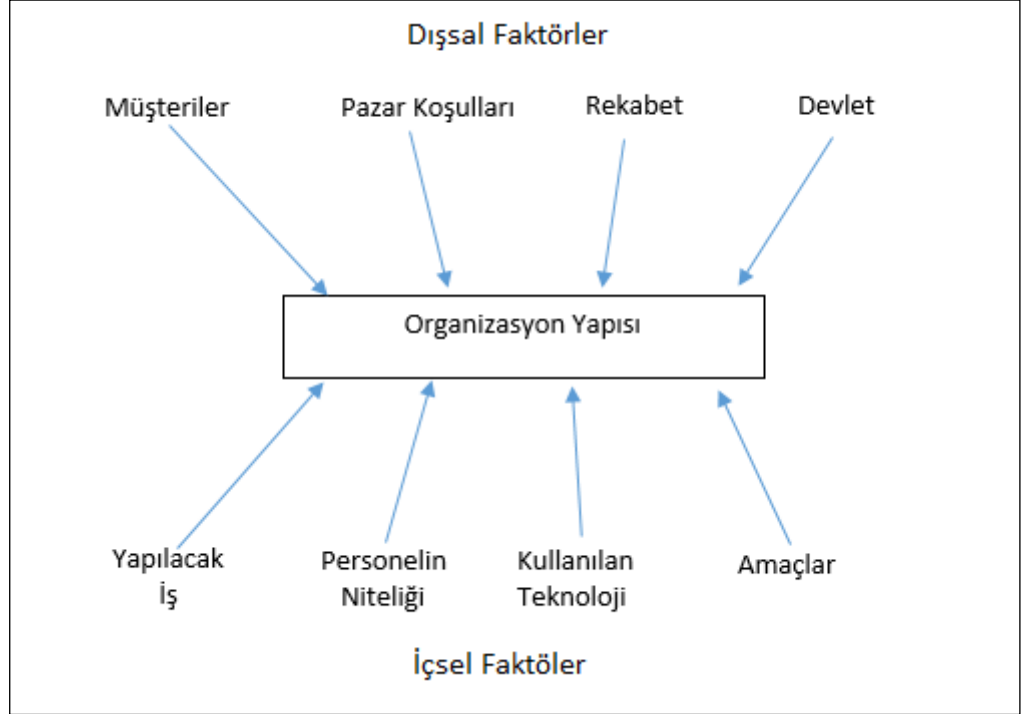 Dışsal Faktörler
Müşteriler
Pazar Koşulları
Rekabet
Devlet
Organizasyon Yapısı
Yapılacak
İş
Personelin
Niteliği
Kullanılan
Teknoloji
Amaçlar
İçsel Faktöler